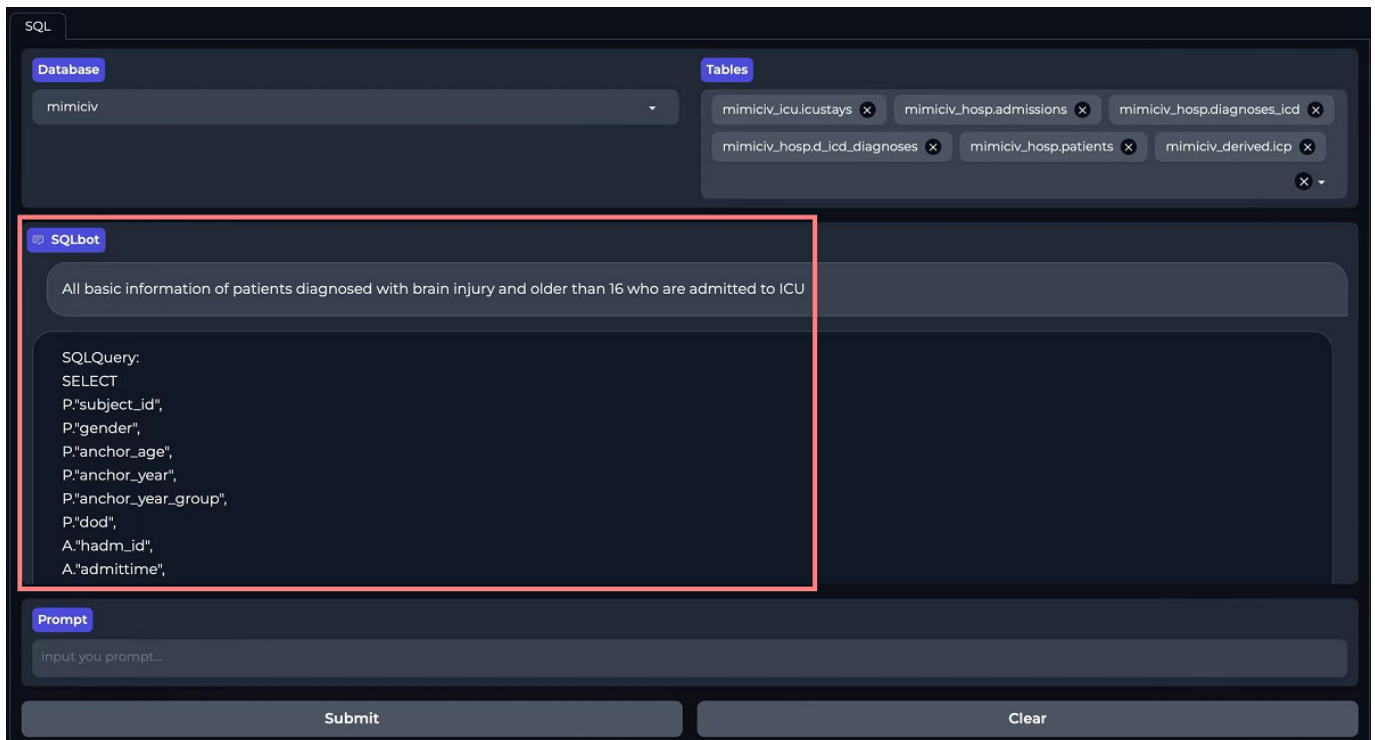 SQL
Database
mimiciv
Tables
mimiciv_icu.icustays
mimiciv_hosp.admissions
mimiciv_hosp.diagnoses_icd
mimiciv_hosp.d_icd_diagnoses
mimiciv_hosp.patients
mimiciv_derived.icp
SQLbot
All basic information of patients diagnosed with brain injury and older than 16 who are admitted to ICU
SQLQuery:
SELECT
P."subject_id",
P."gender",
P."anchor_age",
P."anchor_year",
P."anchor_year_group",
P."dod",
A."hadm_id",
A."admittime",
Prompt
input you prompt...
Submit
Clear